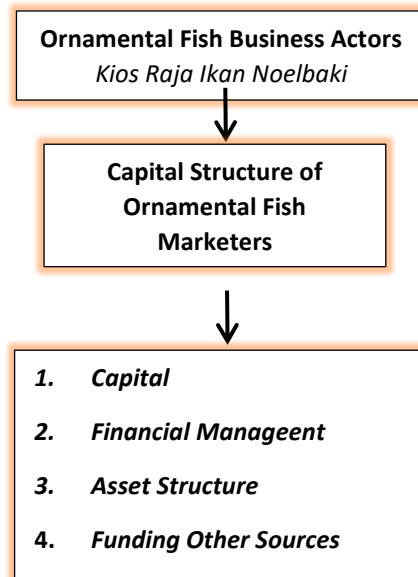 Ornamental Fish Business Actors
Kios Raja Ikan Noelbaki
Capital Structure of
Ornamental Fish
Marketers
1. Capital
2. Financial Manageent
3. Asset Structure
4. Funding Other Sources